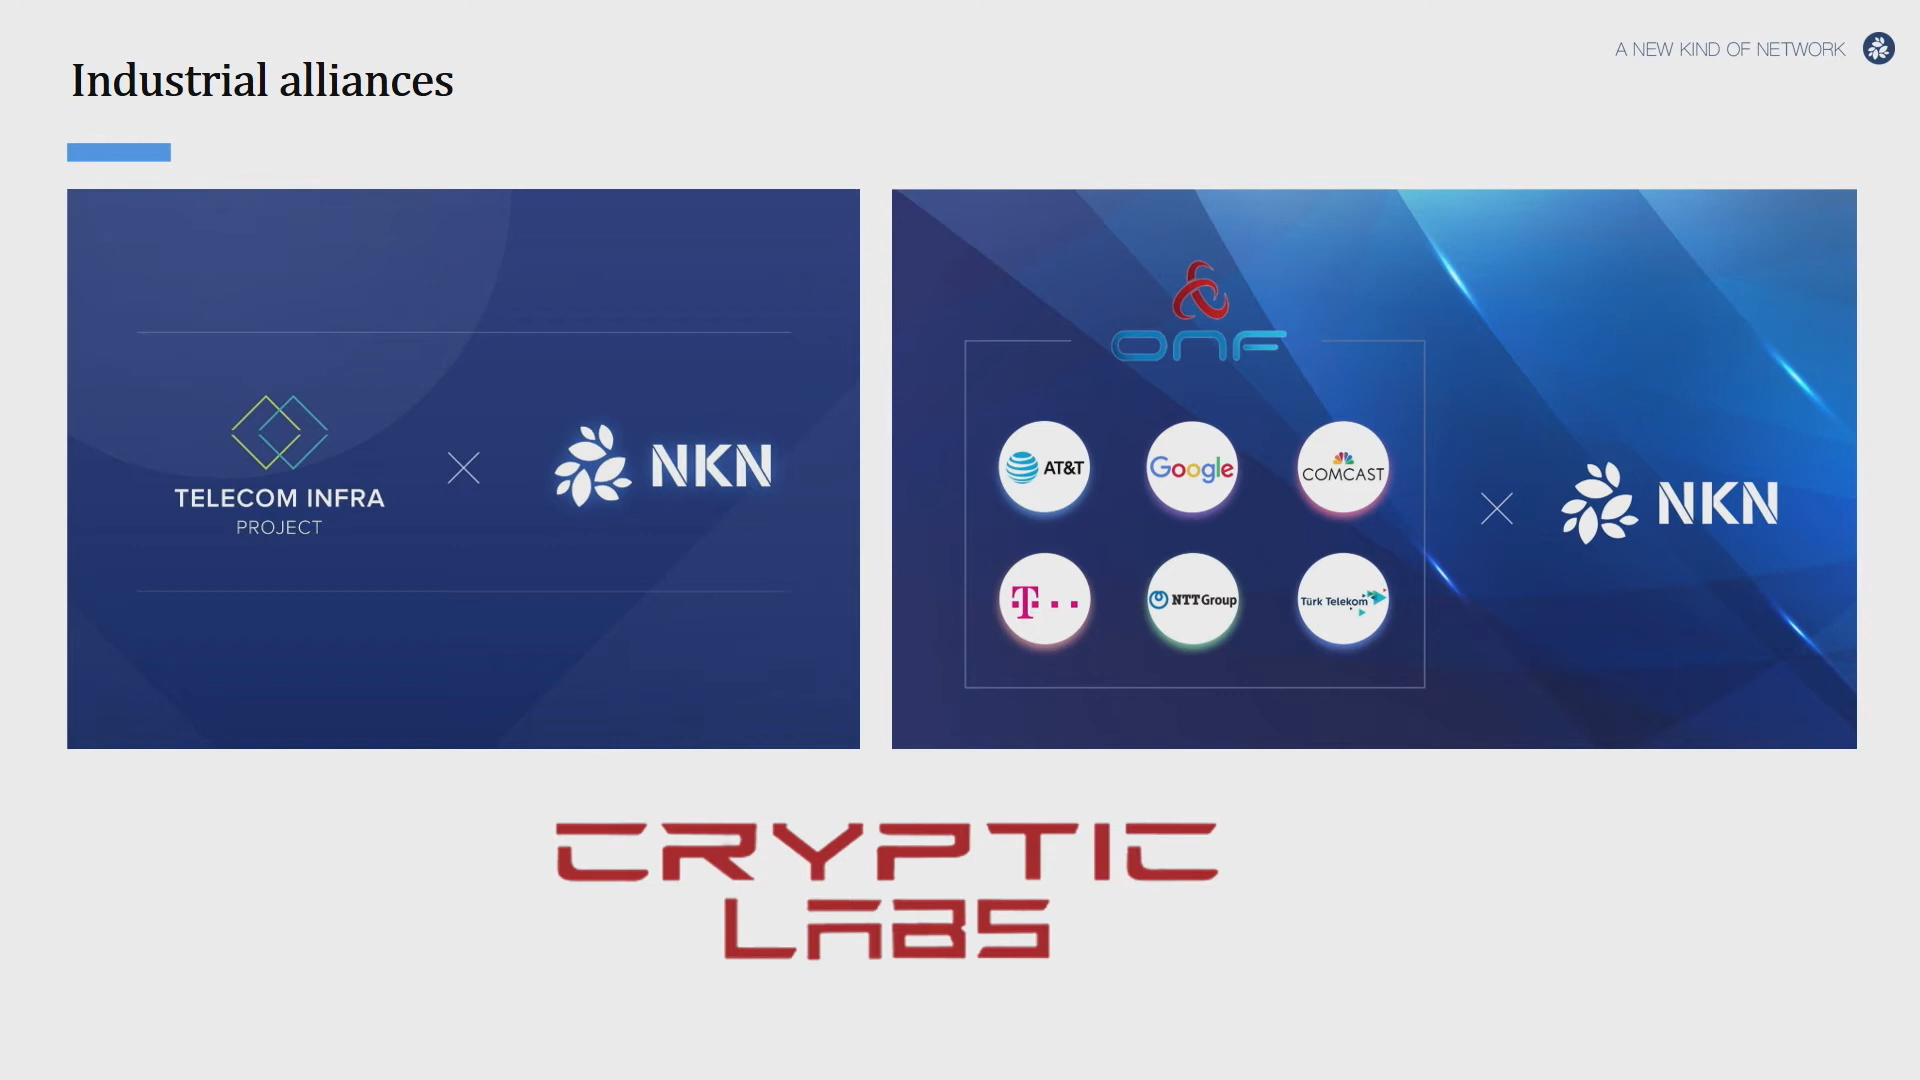 A NEW KIND OF NETWORK
Industrial alliances
TELECOM INFRA
PROJECT
NKN
ONF
AT&T
Google
COMCAST
T
NTT Group
Türk Telekom
NKN
CRYPTIC
LABS